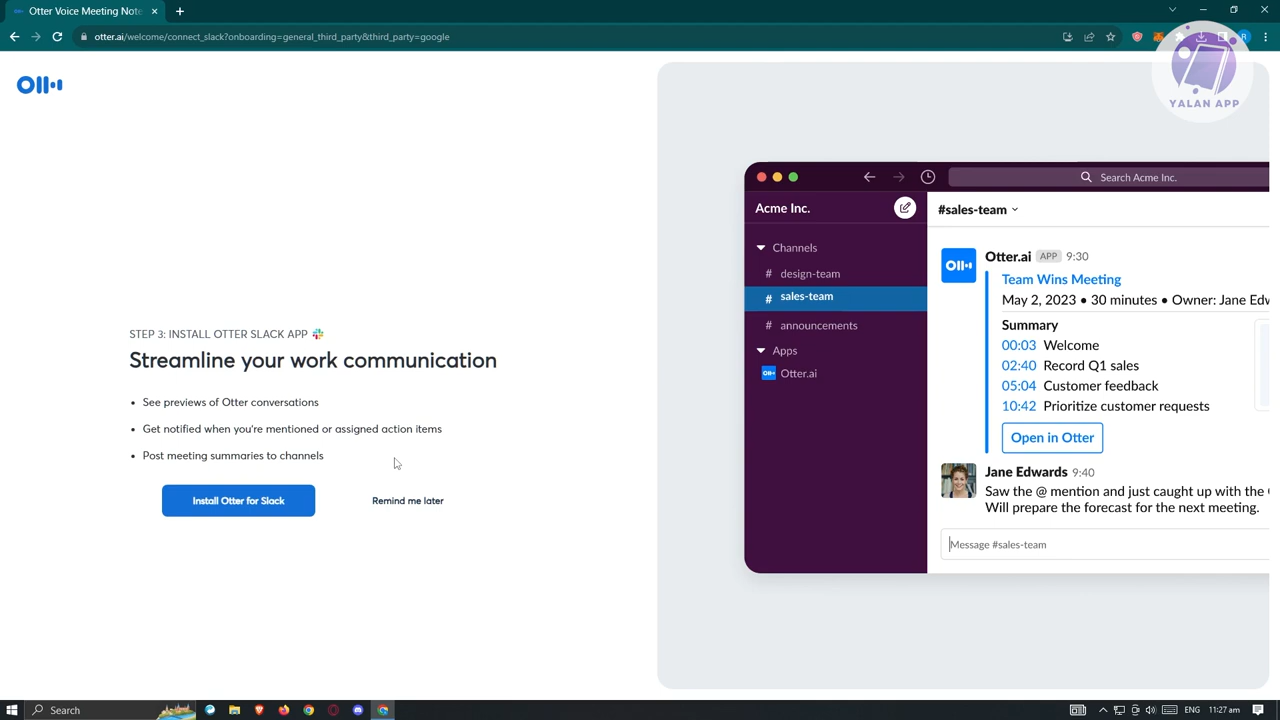 Otter Voice Meeting Note
otter.ai/welcome/connect_slack?onboarding=general_third_party&third_party=google
YALAN APP
STEP 3: INSTALL OTTER SLACK APP
Streamline your work communication
• See previews of Otter conversations
• Get notified when you're mentioned or assigned action items
• Post meeting summaries to channels
Install Otter for Slack
Remind me later
Search Acme Inc.
Acme Inc.
Channels
# design-team
# sales-team
# announcements
Apps
Otter.ai
#sales-team
Otter.ai APP 9:30
Team Wins Meeting
May 2, 2023 • 30 minutes • Owner: Jane Edw
Summary
00:03 Welcome
02:40 Record Q1 sales
05:04 Customer feedback
10:42 Prioritize customer requests
Open in Otter
Jane Edwards 9:40
Saw the @ mention and just caught up with the
Will prepare the forecast for the next meeting.
Message #sales-team
Search
ENG
11:27 am